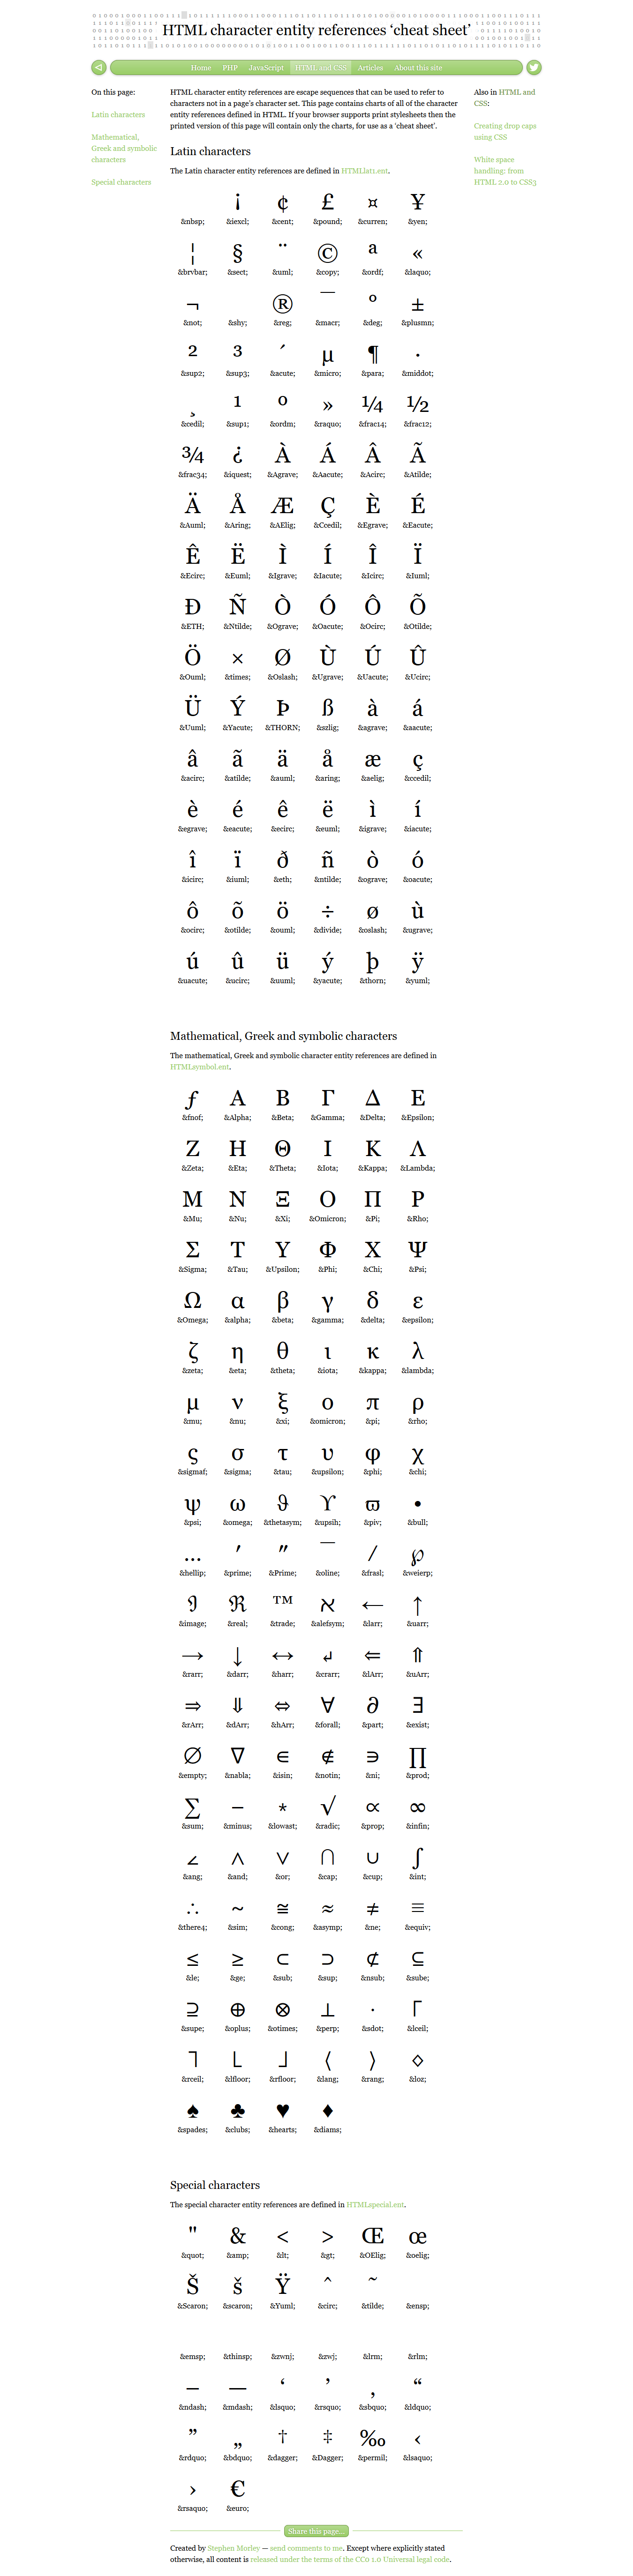 HTML character entity references ‘cheat sheet’
Home PHP JavaScript HTML and CSS Articles About this site
On this page:
Latin characters
Mathematical,
Greek and symbolic
characters
Special characters
HTML character entity references are escape sequences that can be used to refer to
characters not in a page’s character set. This page contains charts of all of the character
entity references defined in HTML. If your browser supports print stylesheets then the
printed version of this page will contain only the charts, for use as a ‘cheat sheet’.
Also in HTML and
CSS:
Creating drop caps
using CSS
White space
handling: from
HTML 2.0 to CSS3
Latin characters
The Latin character entity references are defined in HTMLlat1.ent.
¡ ¢ £ ¤ ¥
&nbsp; &iexcl; &cent; &pound; &curren; &yen;
¦ § ¨ © ª «
&brvbar; &sect; &uml; &copy; &ordf; &laquo;
¬ ® ¯ ° ±
&not; &shy; &reg; &macr; &deg; &plusmn;
² ³ ´ µ ¶ ·
&sup2; &sup3; &acute; &micro; &para; &middot;
¸ ¹ º » ¼ ½
&cedil; &sup1; &ordm; &raquo; &frac14; &frac12;
¾ ¿ À Á Â Ã
&frac34; &iquest; &Agrave; &Aacute; &Acirc; &Atilde;
Ä Å Æ Ç È É
&Auml; &Aring; &AElig; &Ccedil; &Egrave; &Eacute;
Ê Ë Ì Í Î Ï
&Ecirc; &Euml; &Igrave; &Iacute; &Icirc; &Iuml;
Ð Ñ Ò Ó Ô Õ
&ETH; &Ntilde; &Ograve; &Oacute; &Ocirc; &Otilde;
Ö × Ø Ù Ú Û
&Ouml; &times; &Oslash; &Ugrave; &Uacute; &Ucirc;
Ü Ý Þ ß à á
&Uuml; &Yacute; &THORN; &szlig; &agrave; &aacute;
â ã ä å æ ç
&acirc; &atilde; &auml; &aring; &aelig; &ccedil;
è é ê ë ì í
&egrave; &eacute; &ecirc; &euml; &igrave; &iacute;
î ï ð ñ ò ó
&icirc; &iuml; &eth; &ntilde; &ograve; &oacute;
ô õ ö ÷ ø ù
&ocirc; &otilde; &ouml; &divide; &oslash; &ugrave;
ú û ü ý þ ÿ
&uacute; &ucirc; &uuml; &yacute; &thorn; &yuml;
Mathematical, Greek and symbolic characters
The mathematical, Greek and symbolic character entity references are defined in
HTMLsymbol.ent.
ƒ Α Β Γ Δ Ε
&fnof; &Alpha; &Beta; &Gamma; &Delta; &Epsilon;
Ζ Η Θ Ι Κ Λ
&Zeta; &Eta; &Theta; &Iota; &Kappa; &Lambda;
Μ Ν Ξ Ο Π Ρ
&Mu; &Nu; &Xi; &Omicron; &Pi; &Rho;
Σ Τ Υ Φ Χ Ψ
&Sigma; &Tau; &Upsilon; &Phi; &Chi; &Psi;
Ω α β γ δ ε
&Omega; &alpha; &beta; &gamma; &delta; &epsilon;
ζ η θ ι κ λ
&zeta; &eta; &theta; &iota; &kappa; &lambda;
μ ν ξ ο π ρ
&mu; &nu; &xi; &omicron; &pi; &rho;
ς σ τ υ φ χ
&sigmaf; &sigma; &tau; &upsilon; &phi; &chi;
ψ ω ϑ ϒ ϖ •
&psi; &omega; &thetasym; &upsih; &piv; &bull;
… ′ ″ ‾ ⁄ ℘
&hellip; &prime; &Prime; &oline; &frasl; &weierp;
ℑ ℜ ™ ℵ ← ↑
&image; &real; &trade; &alefsym; &larr; &uarr;
→ ↓ ↔ ↵ ⇐ ⇑
&rarr; &darr; &harr; &crarr; &lArr; &uArr;
⇒ ⇓ ⇔ ∀ ∂ ∃
&rArr; &dArr; &hArr; &forall; &part; &exist;
∅ ∇ ∈ ∉ ∋ ∏
&empty; &nabla; &isin; &notin; &ni; &prod;
∑ − ∗ √ ∝ ∞
&sum; &minus; &lowast; &radic; &prop; &infin;
∠ ∧ ∨ ∩ ∪ ∫
&ang; &and; &or; &cap; &cup; &int;
∴ ∼ ≅ ≈ ≠ ≡
&there4; &sim; &cong; &asymp; &ne; &equiv;
≤ ≥ ⊂ ⊃ ⊄ ⊆
&le; &ge; &sub; &sup; &nsub; &sube;
⊇ ⊕ ⊗ ⊥ ⋅ ⌈
&supe; &oplus; &otimes; &perp; &sdot; &lceil;
⌉ ⌊ ⌋ ⟨ ⟩ ◊
&rceil; &lfloor; &rfloor; &lang; &rang; &loz;
♠ ♣ ♥ ♦
&spades; &clubs; &hearts; &diams;
Special characters
The special character entity references are defined in HTMLspecial.ent.
" & < > Œ œ
&quot; &amp; &lt; &gt; &OElig; &oelig;
Š š Ÿ ˆ ˜
&Scaron; &scaron; &Yuml; &circ; &tilde; &ensp;
&emsp; &thinsp; &zwnj; &zwj; &lrm; &rlm;
– — ‘ ’ ‚ “
&ndash; &mdash; &lsquo; &rsquo; &sbquo; &ldquo;
” „ † ‡ ‰ ‹
&rdquo; &bdquo; &dagger; &Dagger; &permil; &lsaquo;
› €
&rsaquo; &euro;
Share this page...
Created by Stephen Morley — send comments to me. Except where explicitly stated
otherwise, all content is released under the terms of the CC0 1.0 Universal legal code.